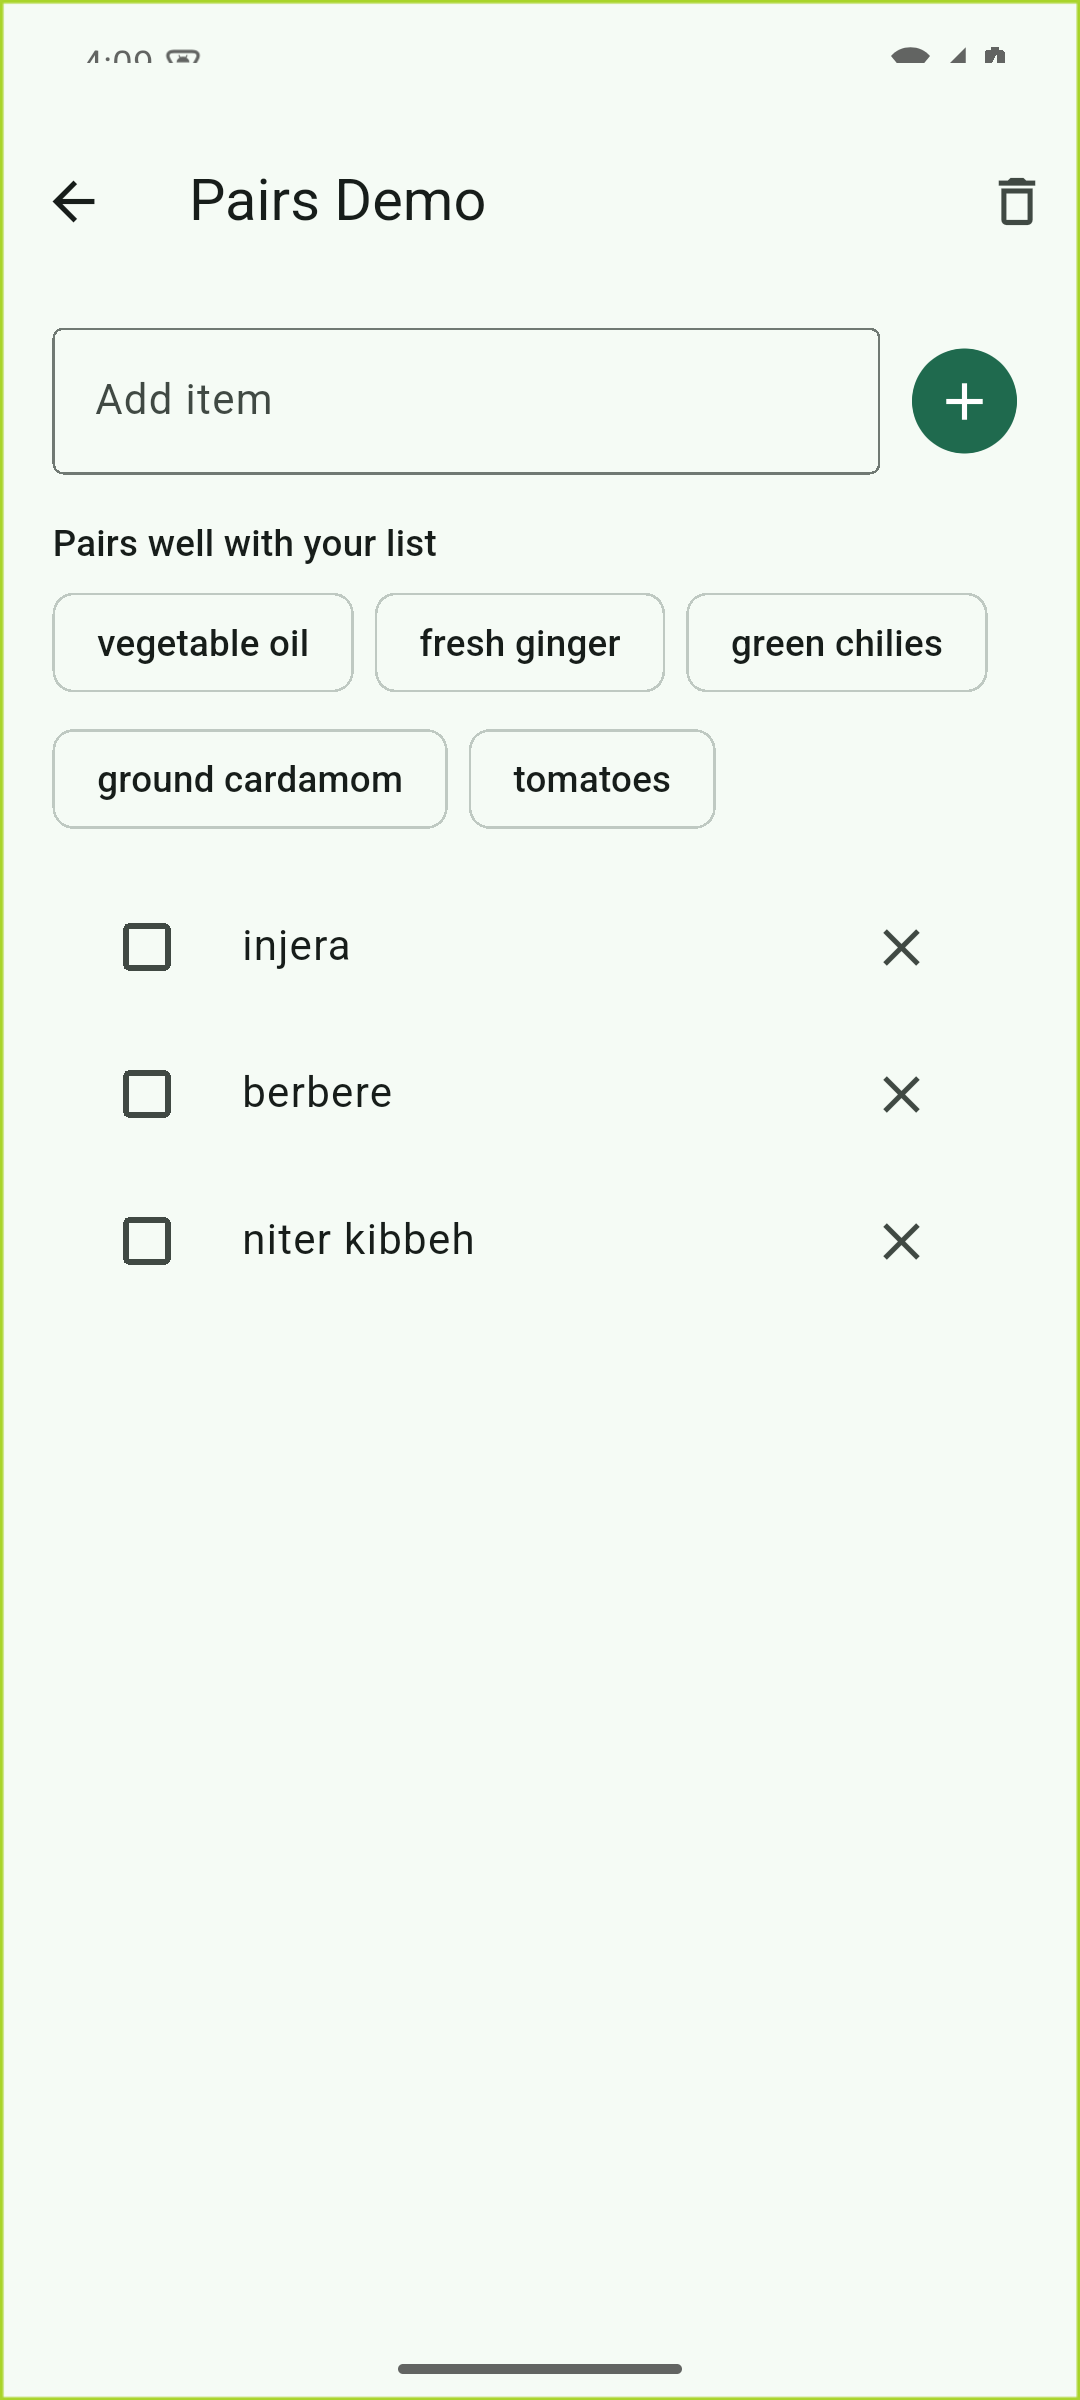 Pairs Demo
Add item
Pairs well with your list
vegetable oil fresh ginger green chilies
ground cardamom tomatoes
injera
berbere
niter kibbeh